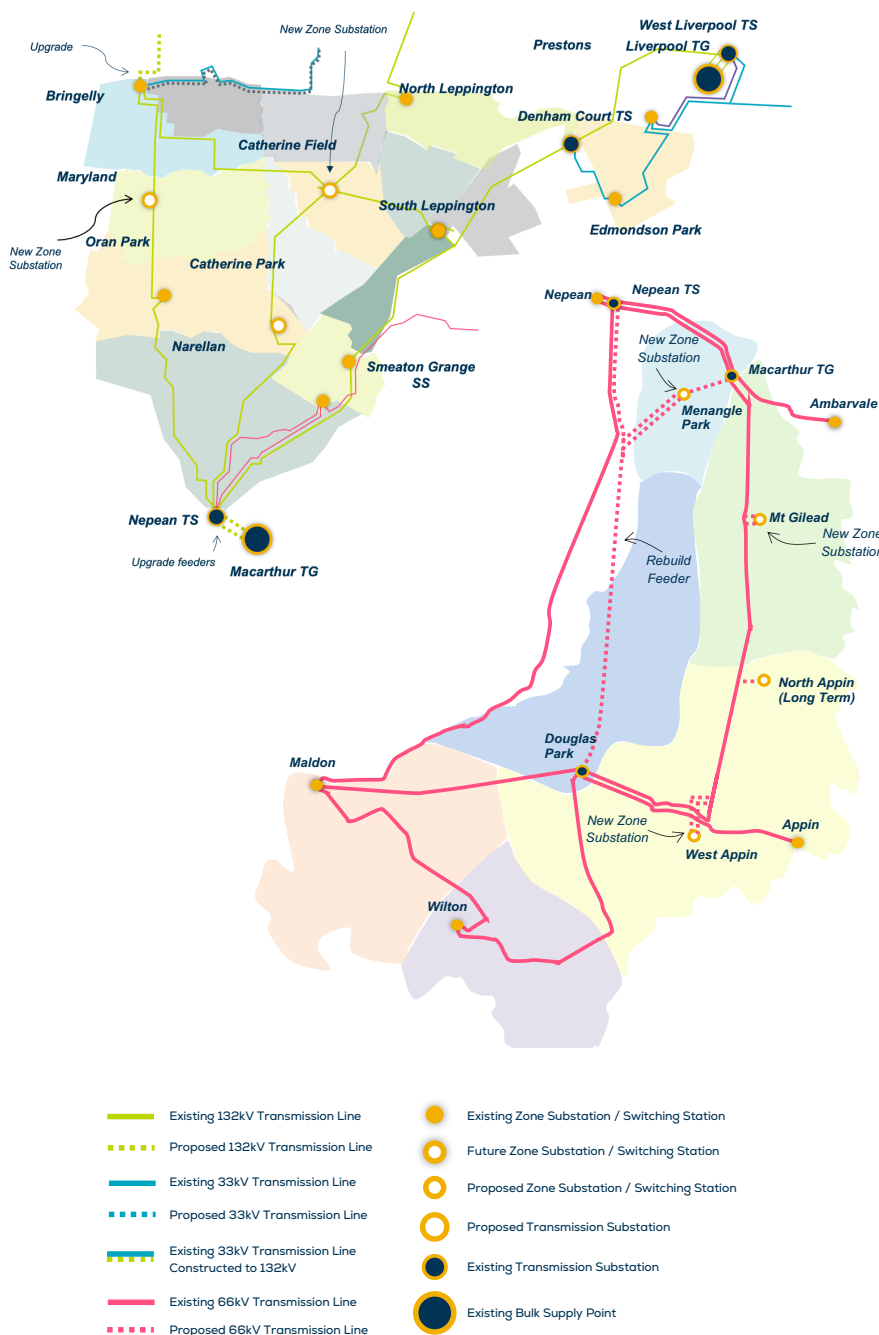 New Zone Substation
West Liverpool TS
Prestons
Liverpool TG
Upgrade
Bringelly
North Leppington
Denham Court TS
Catherine Field
Maryland
South Leppington
Edmondson Park
Oran Park
New Zone
Substation
Catherine Park
Nepean
Nepean TS
New Zone
Substation
Narellan
Smeaton Grange
SS
Macarthur TG
Menangle
Park
Ambarvale
Nepean TS
Upgrade feeders
Macarthur TG
Mt Gilead
New Zone
Substation
Rebuild
Feeder
North Appin
(Long Term)
Douglas
Park
Maldon
New Zone
Substation
West Appin
Appin
Wilton
Existing 132kV Transmission Line
Proposed 132kV Transmission Line
Existing 33kV Transmission Line
Proposed 33kV Transmission Line
Existing 33kV Transmission Line
Constructed to 132kV
Existing 66kV Transmission Line
Proposed 66kV Transmission Line
Existing Zone Substation / Switching Station
Future Zone Substation / Switching Station
Proposed Zone Substation / Switching Station
Proposed Transmission Substation
Existing Transmission Substation
Existing Bulk Supply Point